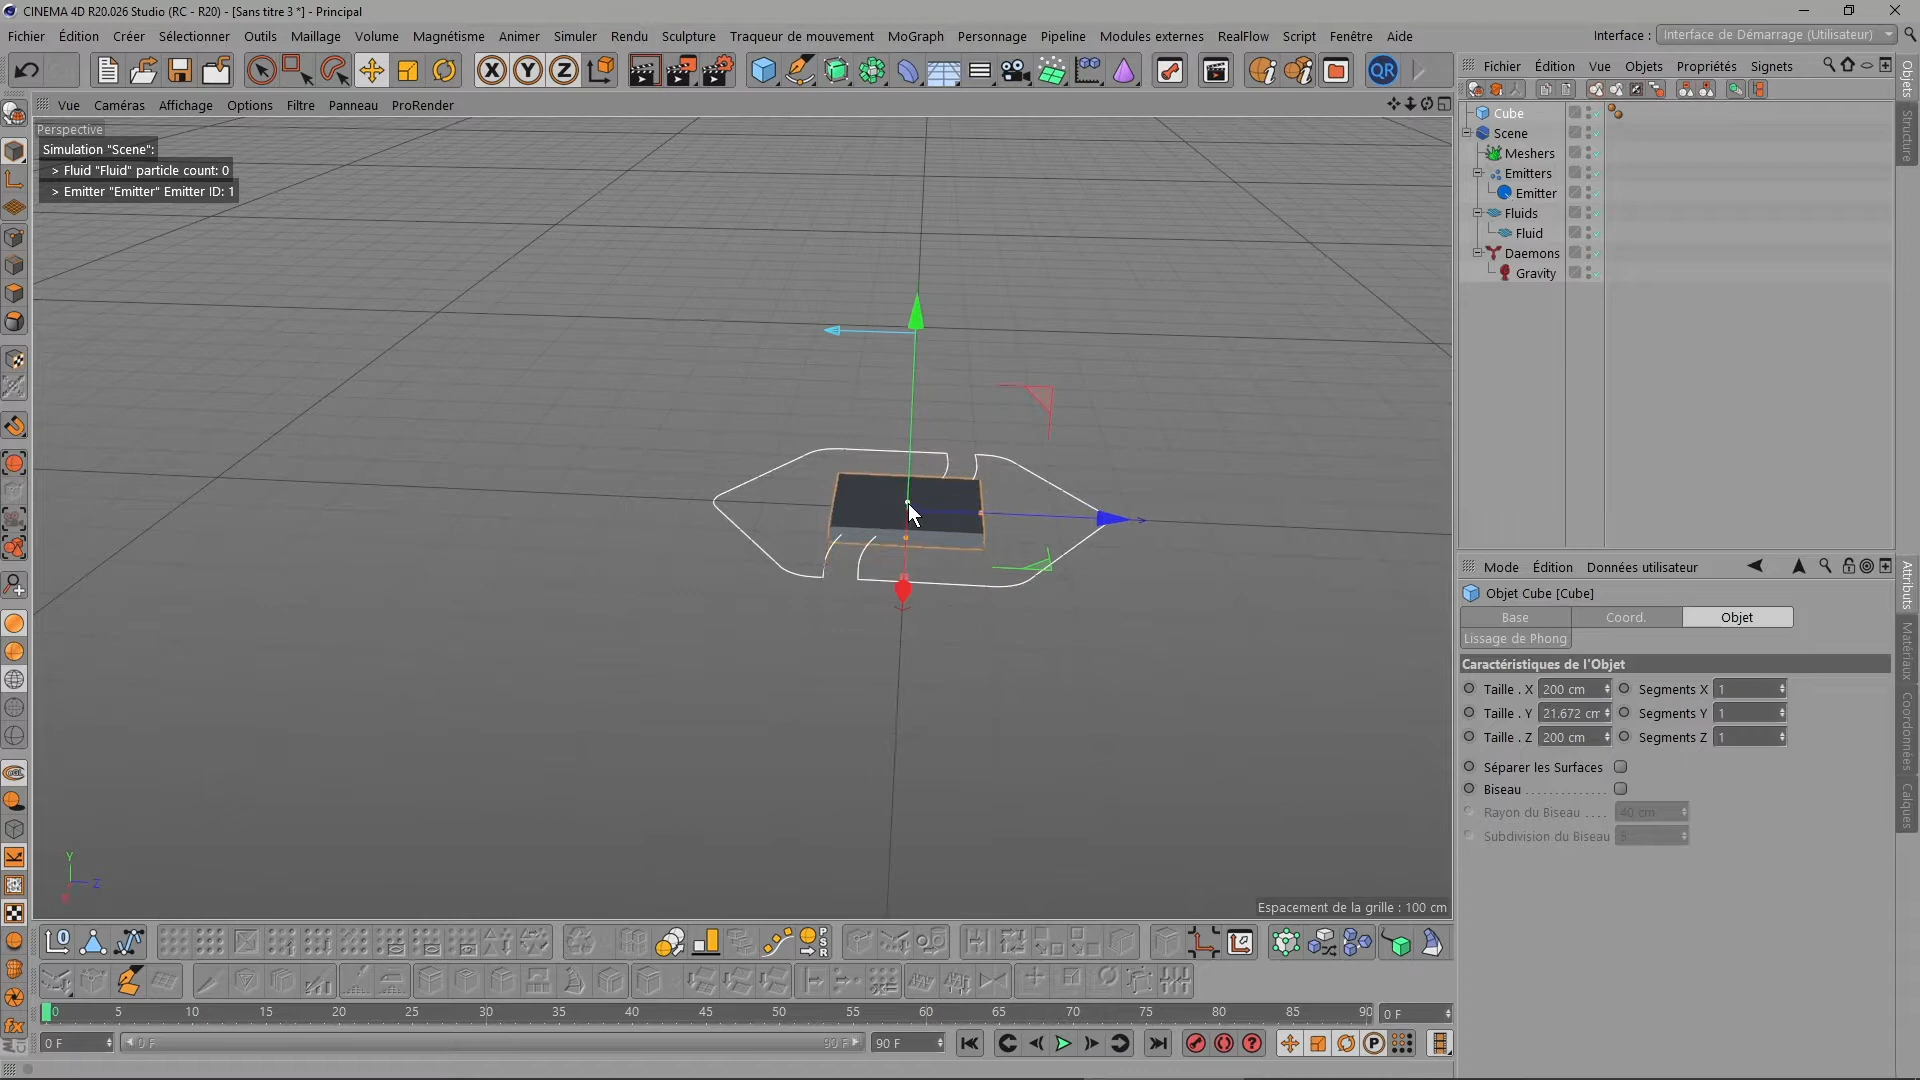 CINEMA 4D R20.026 Studio (RC - R20) - [Sans titre 3 *] - Principal
Fichier Édition Créer Sélectionner Outils Maillage Volume Magnétisme Animer Simuler Rendu Sculpture Traqueur de mouvement MoGraph Personnage Pipeline Modules externes RealFlow Script Fenêtre Aide Interface : Interface de Démarrage (Utilisateur)
X Y Z QR
Fichier Édition Vue Objets Propriétés Signets
Vue Caméras Affichage Options Filtre Panneau ProRender
Perspective
Simulation "Scene":
> Fluid "Fluid" particle count: 0
> Emitter "Emitter" Emitter ID: 1
Cube
Scene
Meshers
Emitters
Emitter
Fluids
Fluid
Daemons
Gravity
Objets
Structure
Mode Édition Données utilisateur
Objet Cube [Cube]
Base Coord. Objet
Lissage de Phong
Caractéristiques de l'Objet
Taille . X 200 cm Segments X 1
Taille . Y 21.672 cm Segments Y 1
Taille . Z 200 cm Segments Z 1
Séparer les Surfaces
Biseau . . . . . . . . . . . . . .
Rayon du Biseau . . . . 40 cm
Subdivision du Biseau
Attributs
Matériaux
Coordonnées
Calques
Y
Z
Espacement de la grille : 100 cm
PSR
0 5 10 15 20 25 30 35 40 45 50 55 60 65 70 75 80 85 90 0 F
0 F 0 F 90 F 90 F
P